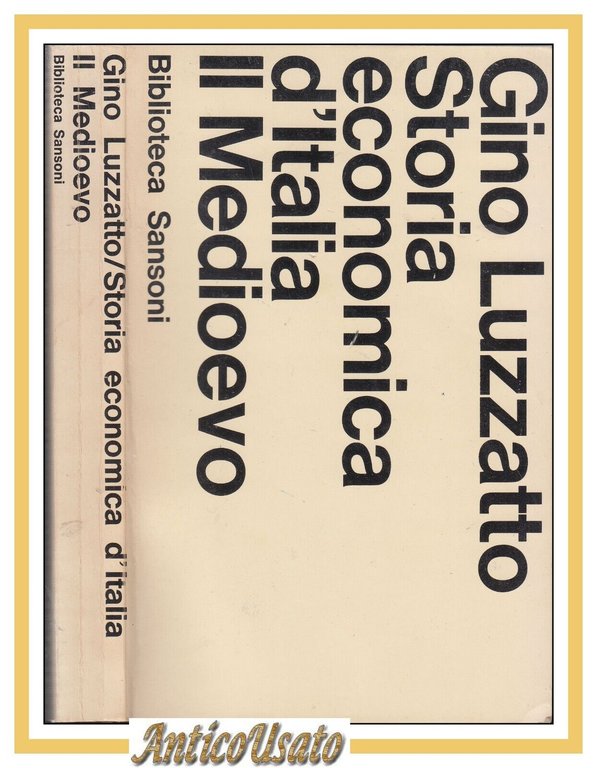 Gino Luzzatto
Storia
economica
d'Italia
Il Medioevo
Biblioteca Sansoni
Gino Luzzatto/Storia economica d'italia
Il Medioevo
Biblioteca Sansoni
AnticoUsato